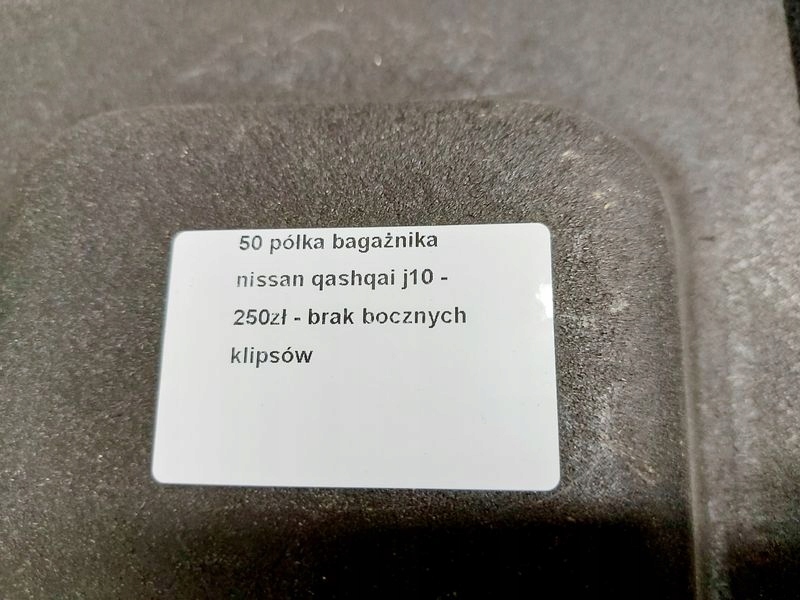 50 półka bagażnika
nissan qashqai j10 -
250zł - brak bocznych
klipsów